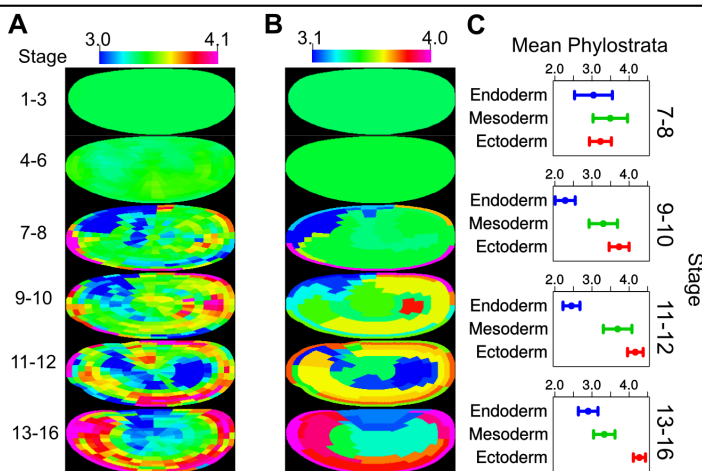 A
B
C
Stage
3.0
4.1
3.1
4.0
Mean Phylostrata
2.0 3.0 4.0
1-3
4-6
7-8
9-10
11-12
13-16
Endoderm
Mesoderm
Ectoderm
7-8
2.0 3.0 4.0
Endoderm
Mesoderm
Ectoderm
9-10
2.0 3.0 4.0
Endoderm
Mesoderm
Ectoderm
11-12
2.0 3.0 4.0
Endoderm
Mesoderm
Ectoderm
13-16
Stage